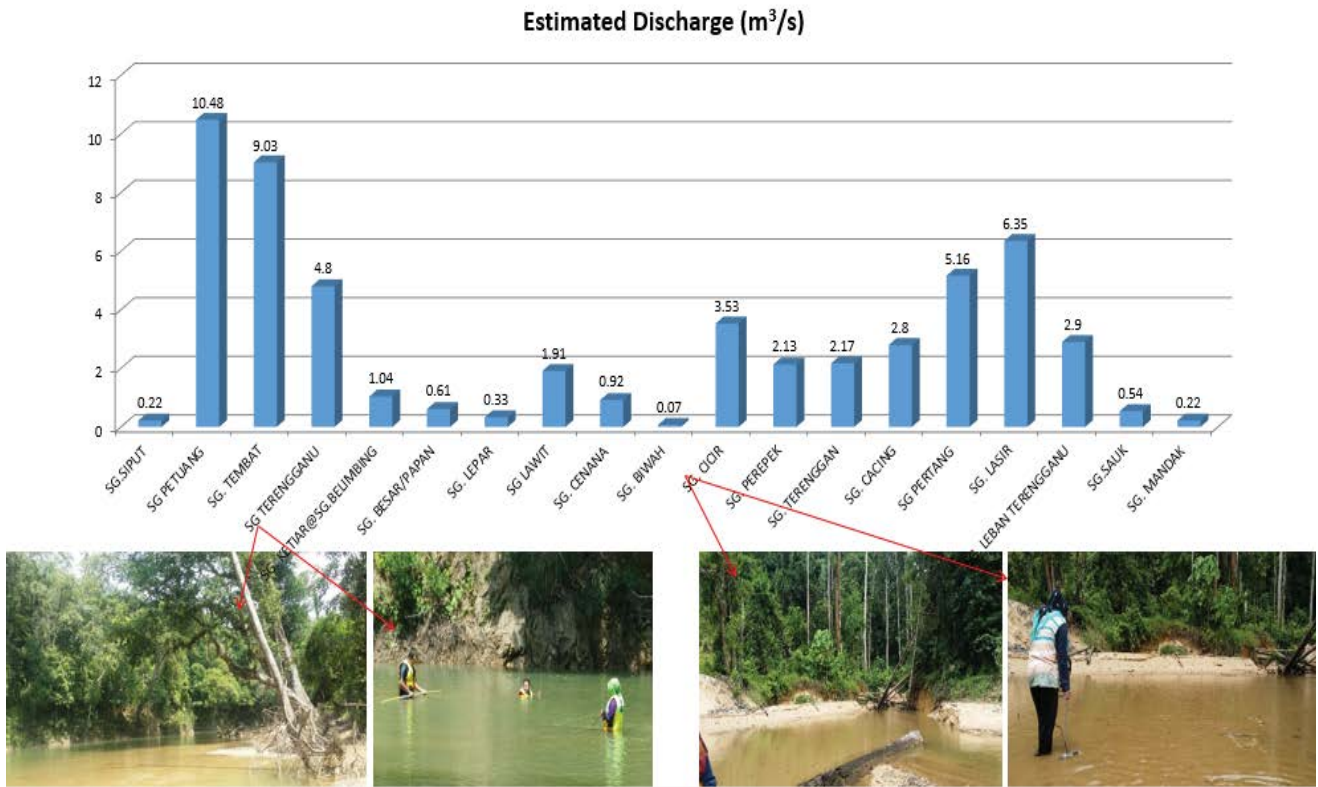 Estimated Discharge (m³/s)
12
10
8
6
4
2
0
0.22
10.48
9.03
4.8
1.04
0.61
0.33
1.91
0.92
0.07
3.53
2.13
2.17
2.8
5.16
6.35
2.9
0.54
0.22
SG.SIPUT
SG PETUANG
SG. TEMBAT
SG TERENGGANU
KETIAR@SG.BELIMBING
SG. BESAR/PAPAN
SG. LEPAR
SG LAWIT
SG. CENANA
SG. BIWAH
SG. CICIR
SG. PEREPEK
SG. TERENGGAN
SG. CACING
SG PERTANG
SG. LASIR
LEBAN TERENGGANU
SG.SAUK
SG. MANDAK